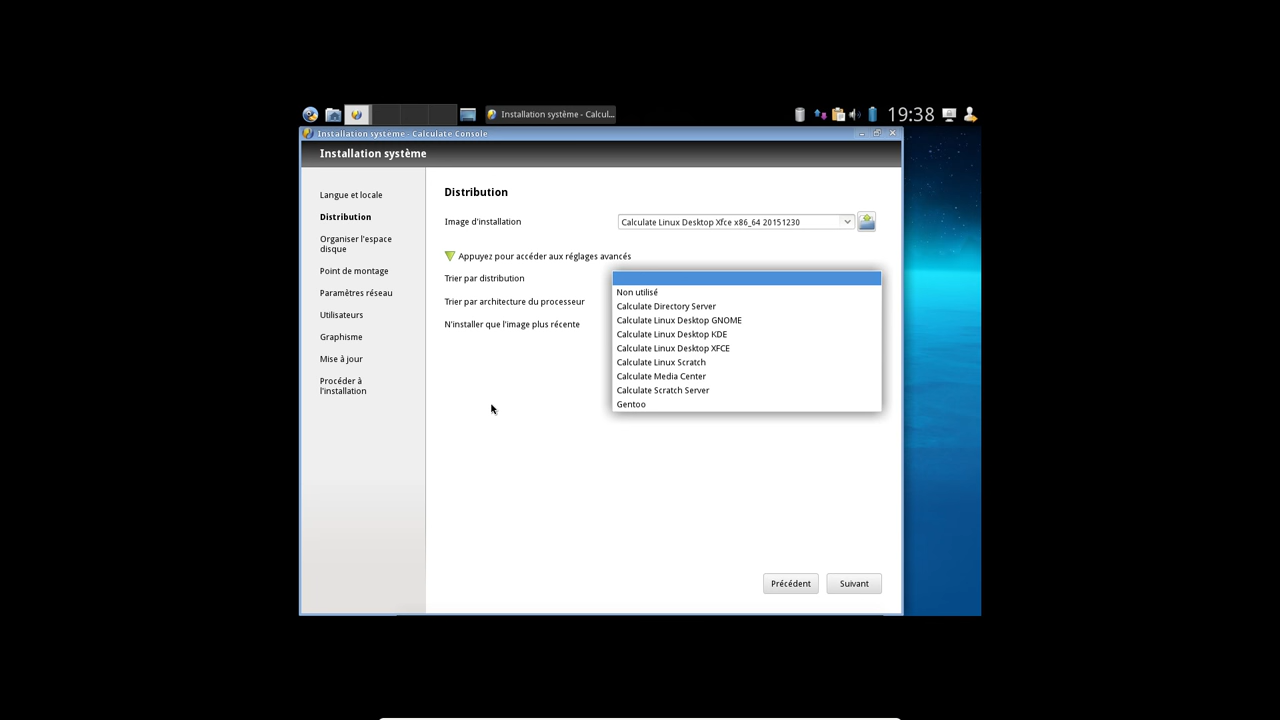 Installation système - Calcul...
19:38
Installation système - Calculate Console
Installation système
Langue et locale
Distribution
Organiser l'espace
disque
Point de montage
Paramètres réseau
Utilisateurs
Graphisme
Mise à jour
Procéder à
l'installation
Distribution
Image d'installation
Calculate Linux Desktop Xfce x86_64 20151230
Appuyez pour accéder aux réglages avancés
Trier par distribution
Trier par architecture du processeur
N'installer que l'image plus récente
Non utilisé
Calculate Directory Server
Calculate Linux Desktop GNOME
Calculate Linux Desktop KDE
Calculate Linux Desktop XFCE
Calculate Linux Scratch
Calculate Media Center
Calculate Scratch Server
Gentoo
Précédent
Suivant